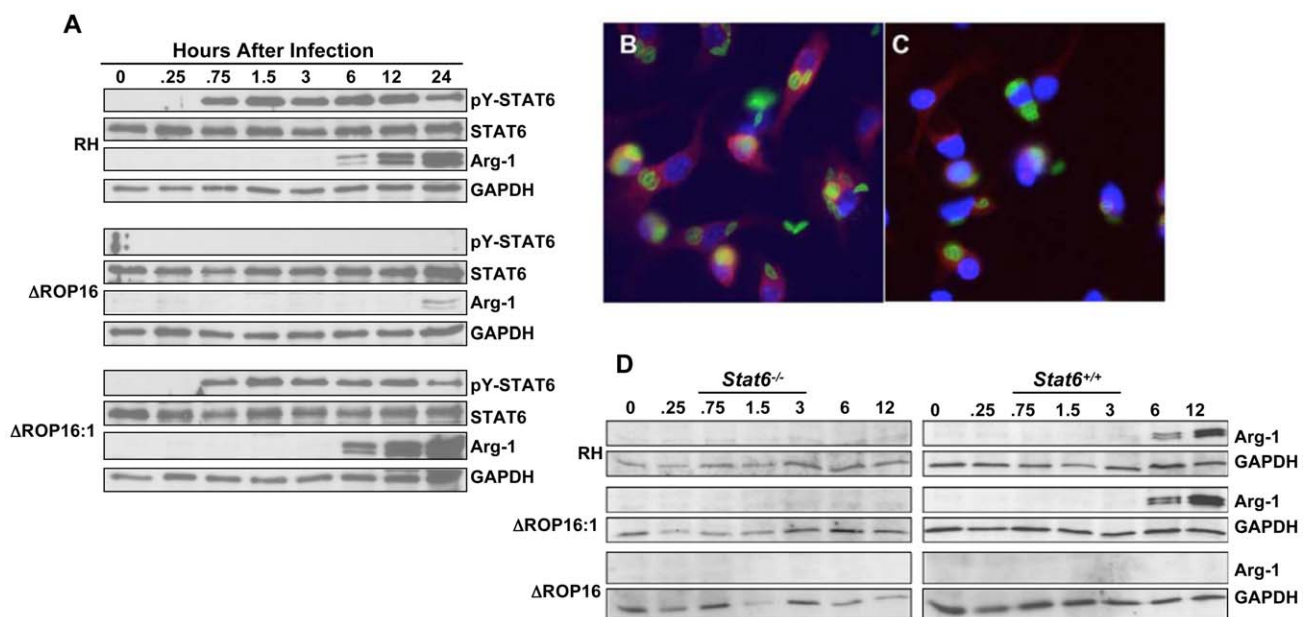 A
Hours After Infection
0 .25 .75 1.5 3 6 12 24
RH
pY-STAT6
STAT6
Arg-1
GAPDH
ΔROP16
pY-STAT6
STAT6
Arg-1
GAPDH
ΔROP16:1
pY-STAT6
STAT6
Arg-1
GAPDH
B
C
D
Stat6-/- Stat6+/+
0 .25 .75 1.5 3 6 12 0 .25 .75 1.5 3 6 12
RH
Arg-1
GAPDH
ΔROP16:1
Arg-1
GAPDH
ΔROP16
Arg-1
GAPDH